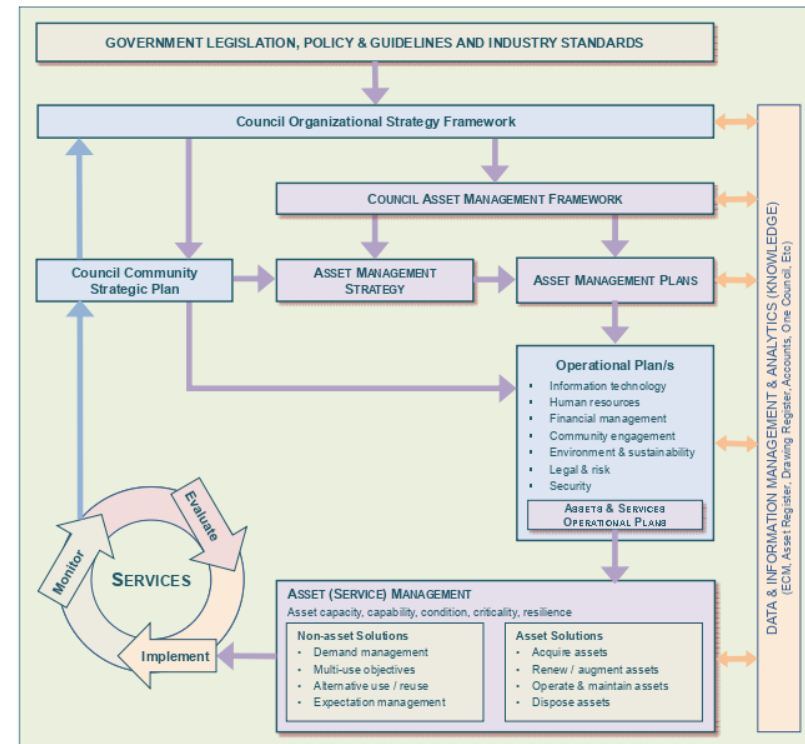 GOVERNMENT LEGISLATION, POLICY & GUIDELINES AND INDUSTRY STANDARDS
Council Organizational Strategy Framework
COUNCIL ASSET MANAGEMENT FRAMEWORK
Council Community
Strategic Plan
ASSET MANAGEMENT
STRATEGY
ASSET MANAGEMENT PLANS
Operational Plan/s
▪ Information technology
▪ Human resources
▪ Financial management
▪ Community engagement
▪ Environment & sustainability
▪ Legal & risk
▪ Security
ASSETS & SERVICES
OPERATIONAL PLANS
Evaluate
Monitor
SERVICES
Implement
ASSET (SERVICE) MANAGEMENT
Asset capacity, capability, condition, criticality, resilience
Non-asset Solutions
• Demand management
• Multi-use objectives
• Alternative use / reuse
• Expectation management
Asset Solutions
• Acquire assets
• Renew / augment assets
• Operate & maintain assets
• Dispose assets
DATA & INFORMATION MANAGEMENT & ANALYTICS (KNOWLEDGE)
(ECM, Asset Register, Drawing Register, Accounts, One Council, Etc)